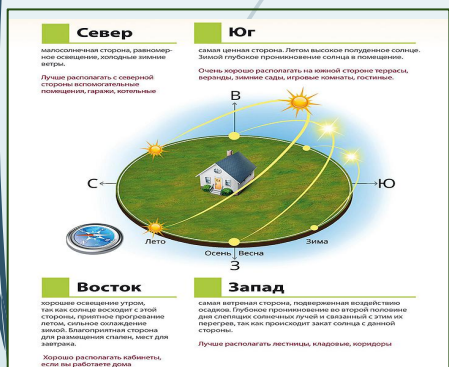 Север
малосолнечная сторона, равномер-
ное освещение, холодные зимние
ветры.
Лучше располагать с северной
стороны вспомогательные
помещения, гаражи, котельные
Юг
самая ценная сторона. Летом высокое полуденное солнце.
Зимой глубокое проникновение солнца в помещение.
Очень хорошо располагать на южной стороне террасы,
веранды, зимние сады, игровые комнаты, гостиные.
В
С
Ю
Лето
Осень
Весна
Зима
З
Восток
хорошее освещение утром,
так как солнце восходит с этой
стороны, приятное прогревание
летом, сильное охлаждение
зимой. Благоприятная сторона
для размещения спален, мест для
завтрака.
Хорошо располагать кабинеты,
если вы работаете дома
Запад
самая ветреная сторона, подверженная воздействию
осадков. Глубокое проникновение во второй половине
дня слепящих солнечных лучей и связанный с этим их
перегрев, так как происходит закат солнца с данной
стороны.
Лучше располагать лестницы, кладовые, коридоры